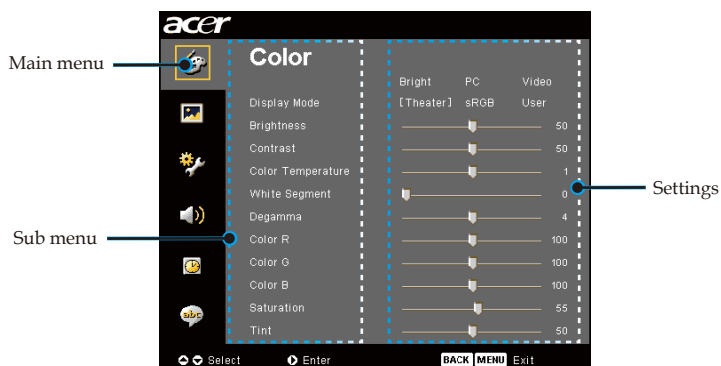 acer
Main menu
Color
Bright PC Video
Display Mode [Theater] sRGB User
Brightness 50
Contrast 50
Color Temperature 1
White Segment 0
Settings
Degamma 4
Sub menu
Color R 100
Color G 100
Color B 100
abc
Saturation 55
Tint 50
Select Enter BACK MENU Exit